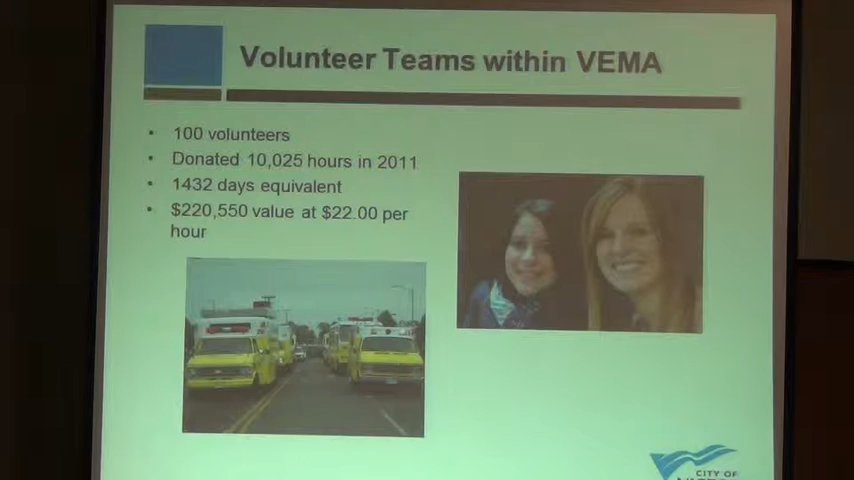 Volunteer Teams within VEMA
• 100 volunteers
• Donated 10,025 hours in 2011
• 1432 days equivalent
• $220,550 value at $22.00 per
hour
CITY OF